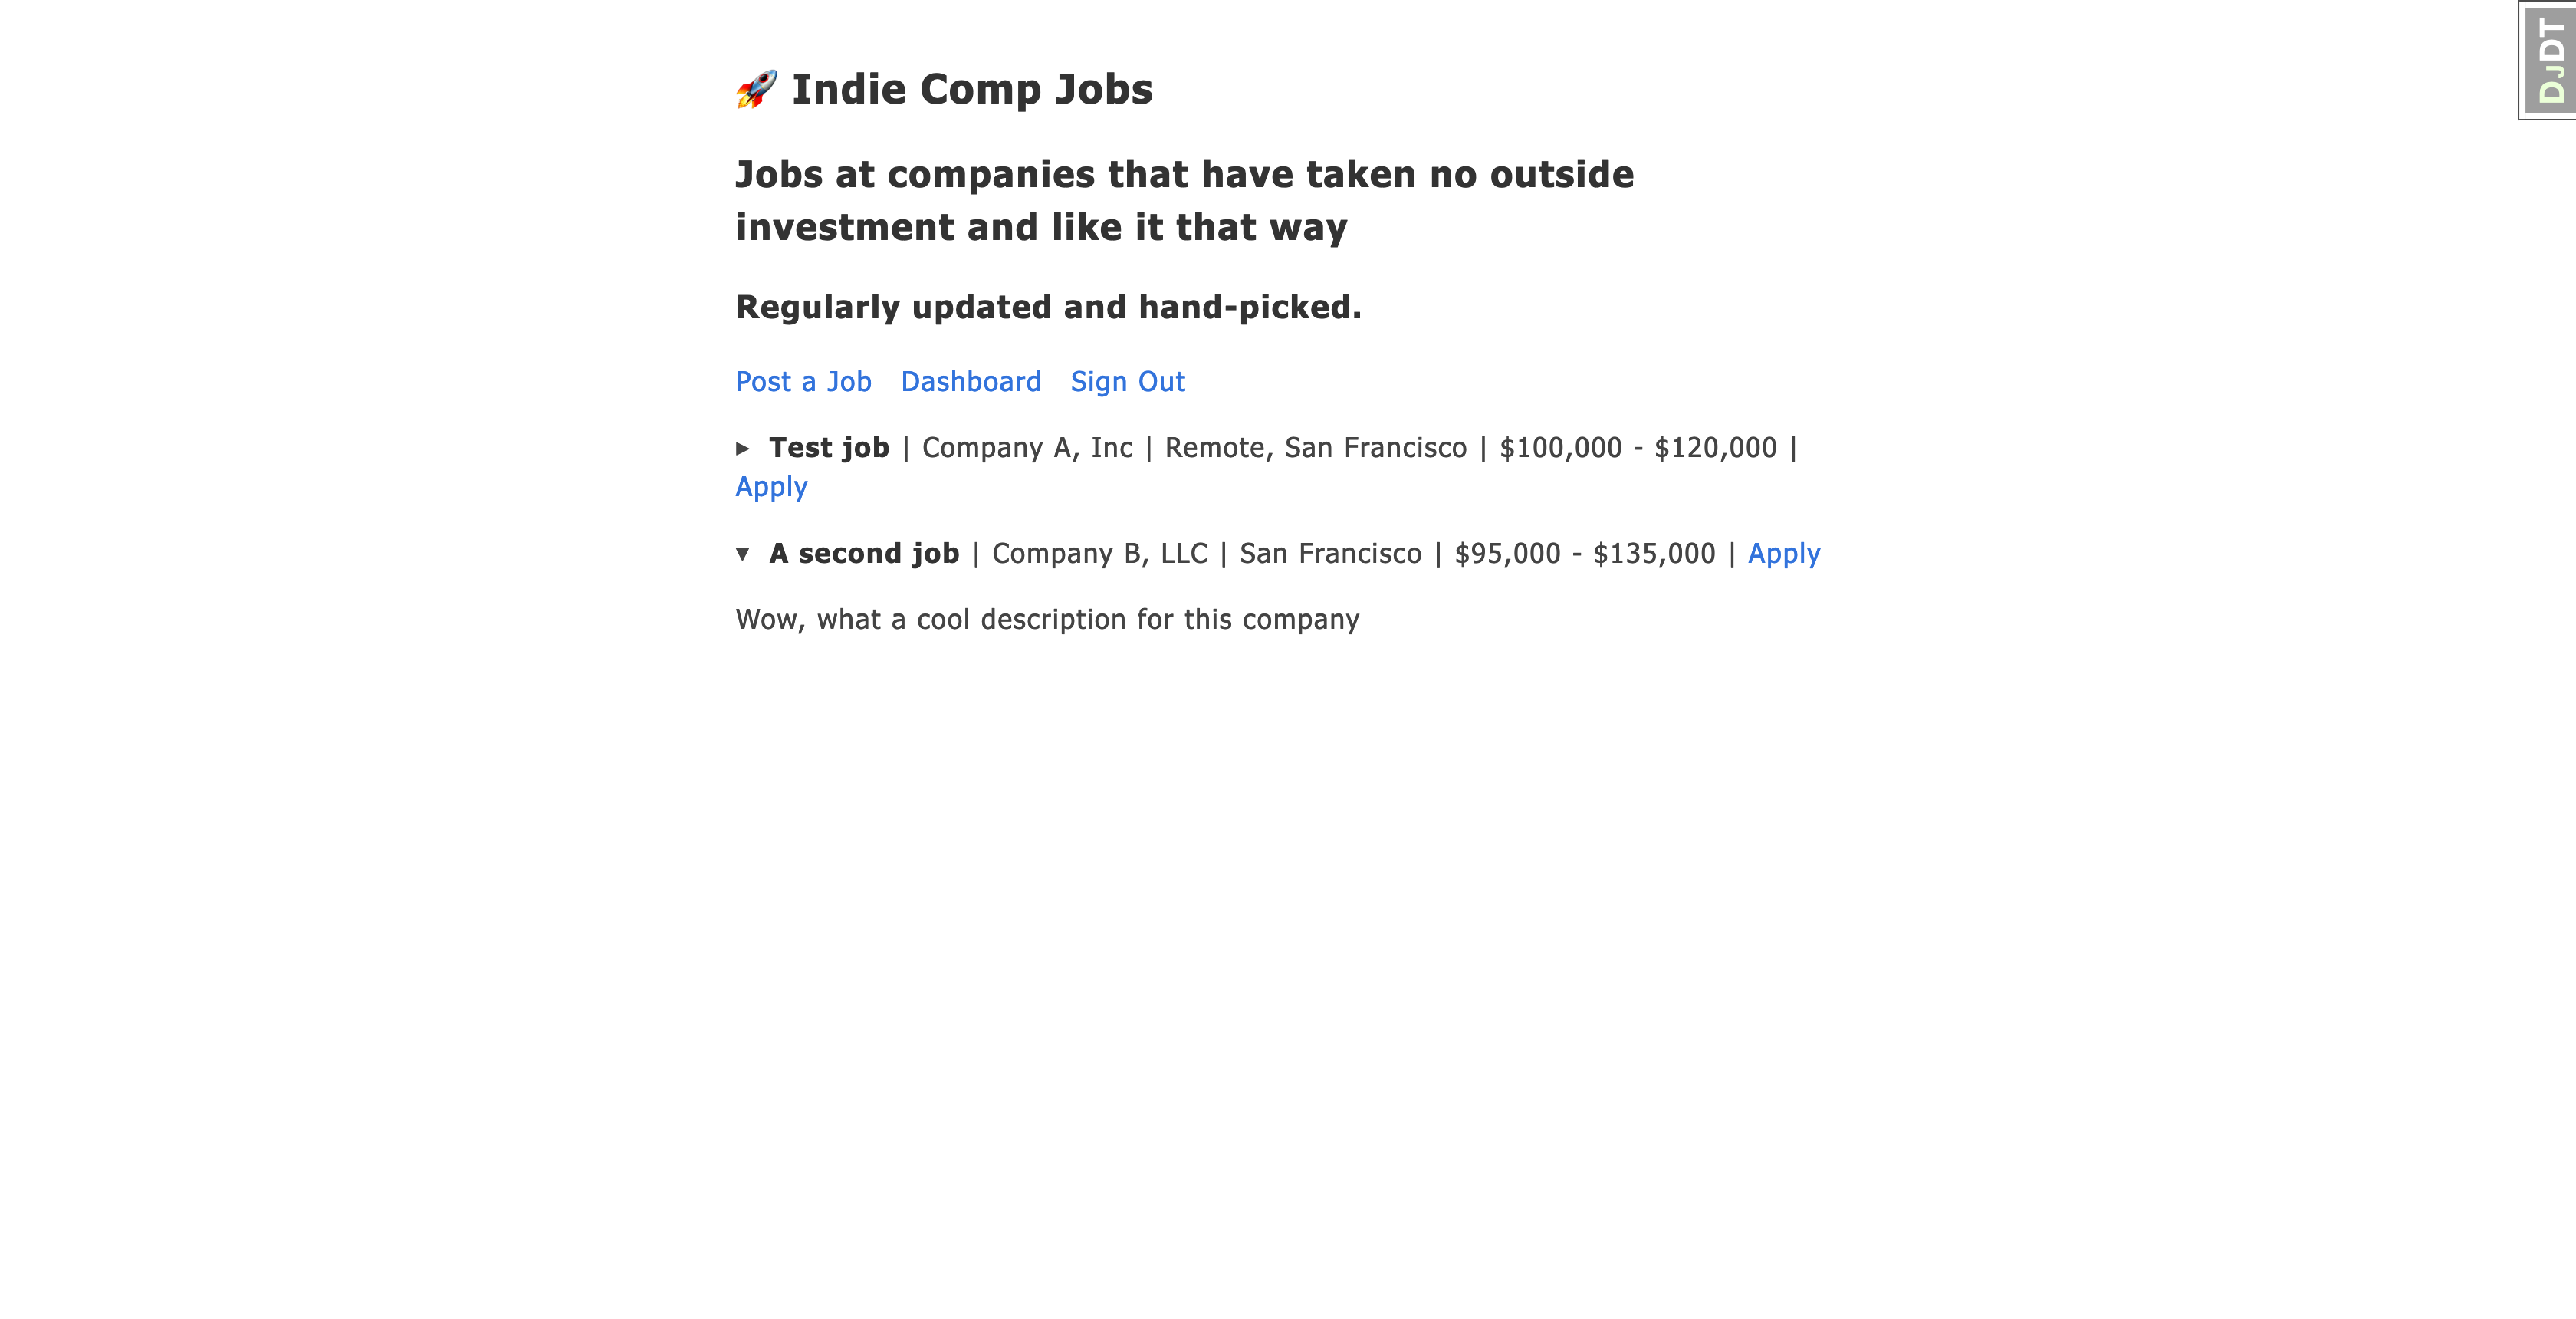 🚀 Indie Comp Jobs
Jobs at companies that have taken no outside
investment and like it that way
Regularly updated and hand-picked.
Post a Job Dashboard Sign Out
▸ Test job | Company A, Inc | Remote, San Francisco | $100,000 - $120,000 |
Apply
▾ A second job | Company B, LLC | San Francisco | $95,000 - $135,000 | Apply
Wow, what a cool description for this company
DJDT